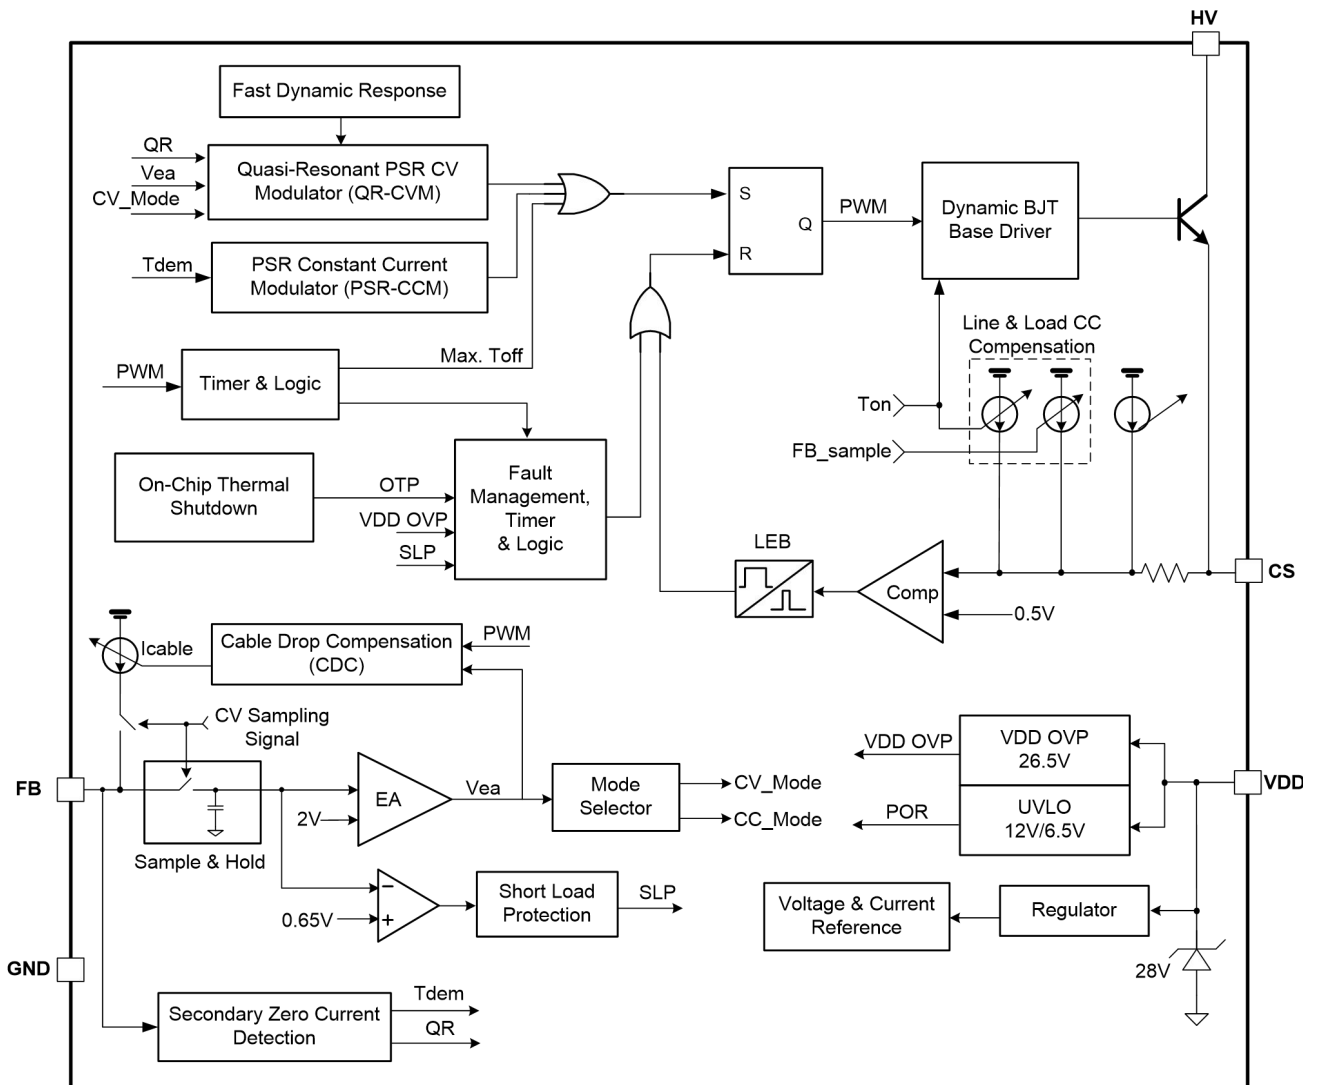 HV
Fast Dynamic Response
QR
Vea
CV_Mode
Quasi-Resonant PSR CV
Modulator (QR-CVM)
Tdem
PSR Constant Current
Modulator (PSR-CCM)
S
R
Q
PWM
Dynamic BJT
Base Driver
Line & Load CC
Compensation
PWM
Timer & Logic
Max. Toff
Ton
FB_sample
On-Chip Thermal
Shutdown
OTP
VDD OVP
SLP
Fault
Management,
Timer
& Logic
LEB
Comp
0.5V
CS
Icable
Cable Drop Compensation
(CDC)
PWM
CV Sampling
Signal
FB
Sample & Hold
EA
2V
Vea
Mode
Selector
CV_Mode
CC_Mode
VDD OVP
POR
VDD OVP
26.5V
UVLO
12V/6.5V
VDD
0.65V
−
+
Short Load
Protection
SLP
Voltage & Current
Reference
Regulator
28V
GND
Secondary Zero Current
Detection
Tdem
QR